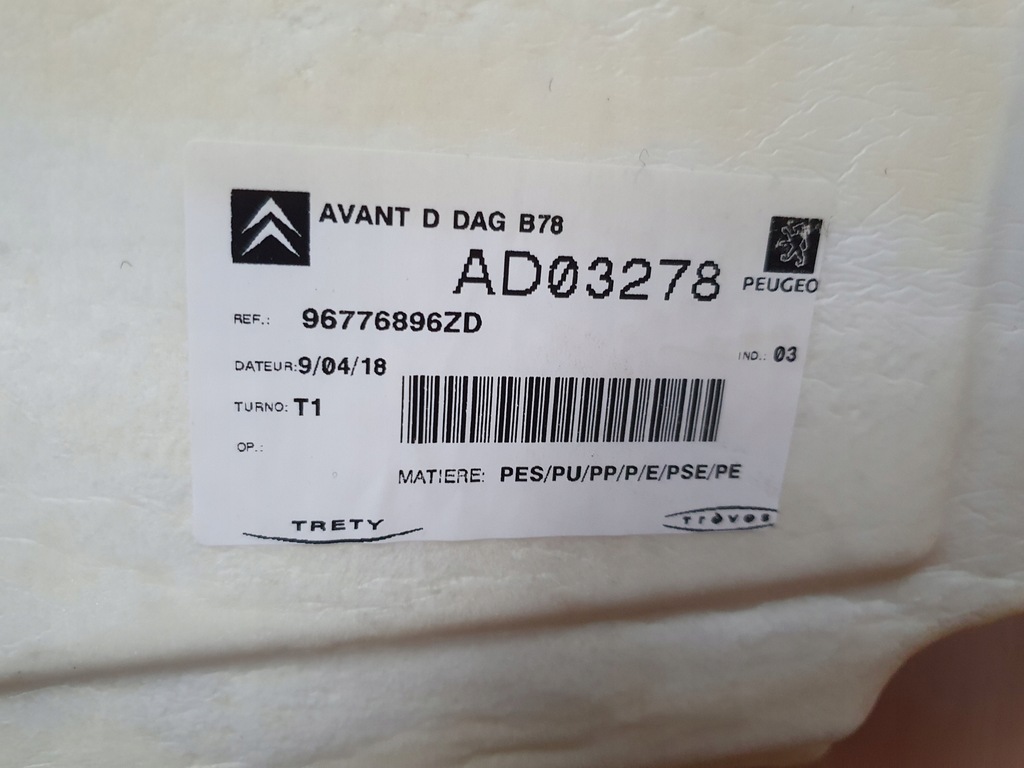 AVANT D DAG B78
AD03278
PEUGEO
REF.: 96776896ZD
IND.: 03
DATEUR: 9/04/18
TURNO: T1
OP.:
MATIERE: PES/PU/PP/P/E/PSE/PE
TRETY
Trèves